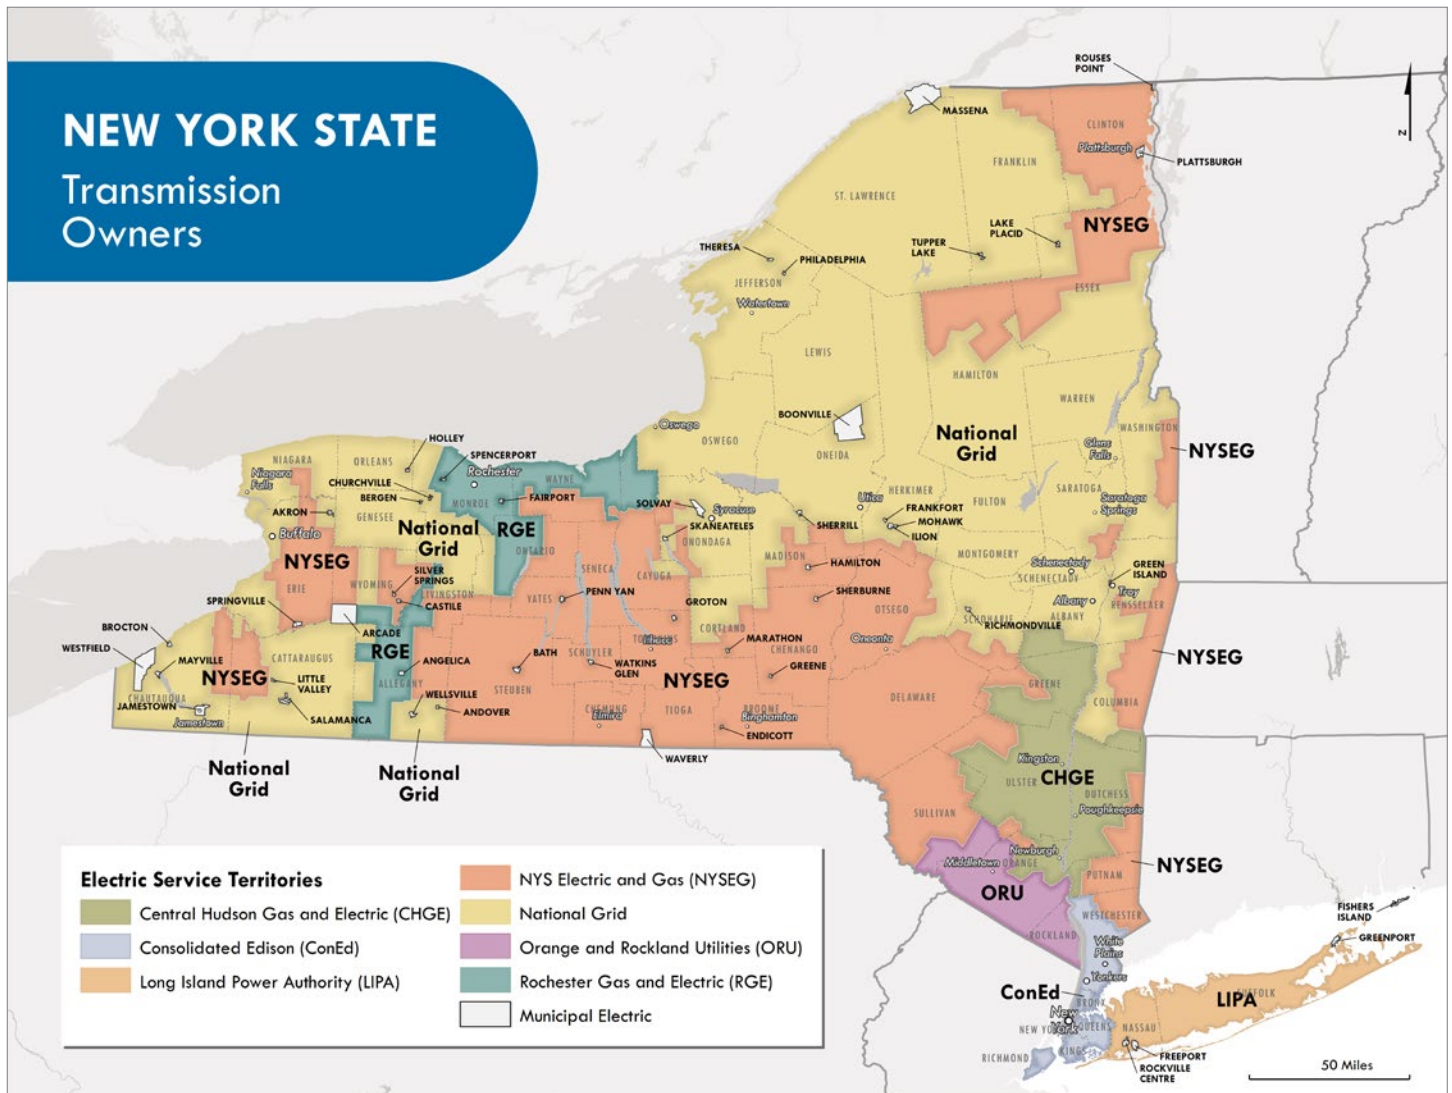 NEW YORK STATE
Transmission
Owners
ROUSES
POINT
N
MASSENA
CLINTON
Plattsburgh
PLATTSBURGH
FRANKLIN
ST. LAWRENCE
NYSEG
LAKE
PLACID
TUPPER
LAKE
THERESA
PHILADELPHIA
JEFFERSON
Watertown
ESSEX
LEWIS
HAMILTON
WARREN
BOONVILLE
National
Grid
WASHINGTON
Glens
Falls
NYSEG
Oswego
OSWEGO
ONEIDA
HERKIMER
FULTON
SARATOGA
Saratoga
Springs
HOLLEY
SPENCERPORT
NIAGARA
Niagara
Falls
ORLEANS
Rochester
WAYNE
CHURCHVILLE
BERGEN
MONROE
FAIRPORT
AKRON
GENESEE
National
Grid
RGE
ONTARIO
SOLVAY
Syracuse
SKANEATELES
ONONDAGA
Utica
FRANKFORT
MOHAWK
ILION
SHERRILL
MADISON
MONTGOMERY
Schenectady
SCHENECTADY
GREEN
ISLAND
Buffalo
NYSEG
ERIE
WYOMING
SILVER
SPRINGS
LIVINGSTON
CASTILE
SENECA
CAYUGA
HAMILTON
SHERBURNE
OTSEGO
Albany
ALBANY
Troy
RENSSELAER
SPRINGVILLE
ARCADE
YATES
PENN YAN
GROTON
CORTLAND
SCHOHARIE
RICHMONDVILLE
BROCTON
WESTFIELD
MAYVILLE
CATTARAUGUS
RGE
ANGELICA
ALLEGANY
BATH
STEUBEN
SCHUYLER
WATKINS
GLEN
Ithaca
MARATHON
CHENANGO
Oneonta
GREENE
NYSEG
NYSEG
LITTLE
VALLEY
CHAUTAUQUA
JAMESTOWN
Jamestown
SALAMANCA
WELLSVILLE
ANDOVER
NYSEG
CHEMUNG
Elmira
TIOGA
BROOME
Binghamton
ENDICOTT
WAVERLY
DELAWARE
GREENE
COLUMBIA
National
Grid
National
Grid
Kingston
ULSTER
CHGE
DUTCHESS
Poughkeepsie
SULLIVAN
Newburgh
Middletown
ORANGE
ORU
PUTNAM
NYSEG
WESTCHESTER
ROCKLAND
White
Plains
Yonkers
FISHERS
ISLAND
GREENPORT
ConEd
BRONX
New
York
NEW YORK
QUEENS
KINGS
RICHMOND
NASSAU
SUFFOLK
LIPA
FREEPORT
ROCKVILLE
CENTRE
50 Miles
Electric Service Territories
Central Hudson Gas and Electric (CHGE)
Consolidated Edison (ConEd)
Long Island Power Authority (LIPA)
NYS Electric and Gas (NYSEG)
National Grid
Orange and Rockland Utilities (ORU)
Rochester Gas and Electric (RGE)
Municipal Electric